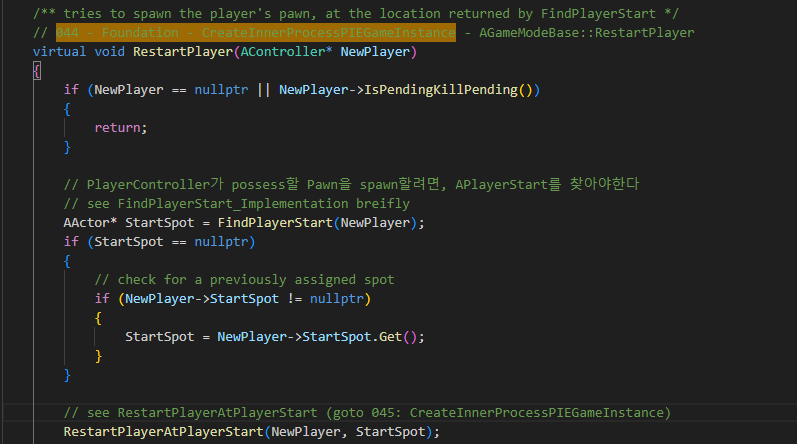 /** tries to spawn the player's pawn, at the location returned by FindPlayerStart */
// 044 - Foundation - CreateInnerProcessPIEGameInstance - AGameModeBase::RestartPlayer
virtual void RestartPlayer(AController* NewPlayer)
{
if (NewPlayer == nullptr || NewPlayer->IsPendingKillPending())
{
return;
}
// PlayerController가 possess할 Pawn을 spawn할려면, APlayerStart를 찾아야한다
// see FindPlayerStart_Implementation breifly
AActor* StartSpot = FindPlayerStart(NewPlayer);
if (StartSpot == nullptr)
{
// check for a previously assigned spot
if (NewPlayer->StartSpot != nullptr)
{
StartSpot = NewPlayer->StartSpot.Get();
}
}
// see RestartPlayerAtPlayerStart (goto 045: CreateInnerProcessPIEGameInstance)
RestartPlayerAtPlayerStart(NewPlayer, StartSpot);